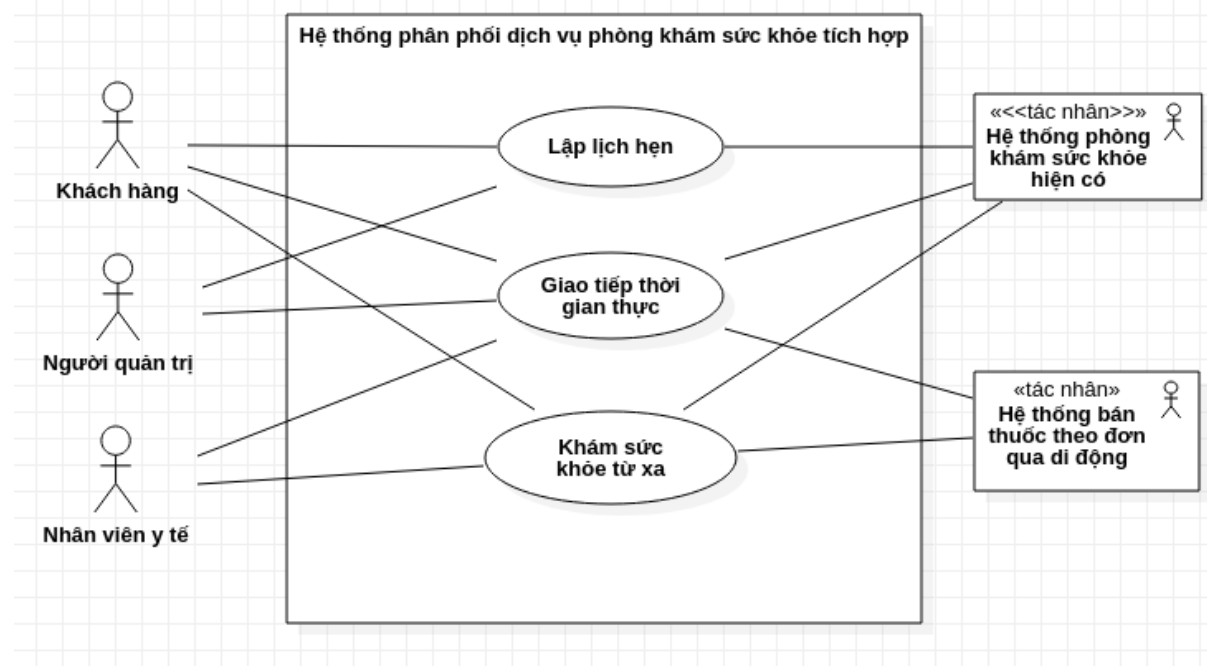 Hệ thống phân phối dịch vụ phòng khám sức khỏe tích hợp
Khách hàng
Người quản trị
Nhân viên y tế
Lập lịch hẹn
Giao tiếp thời
gian thực
Khám sức
khỏe từ xa
«<<tác nhân>>»
Hệ thống phòng
khám sức khỏe
hiện có
«tác nhân»
Hệ thống bán
thuốc theo đơn
qua di động